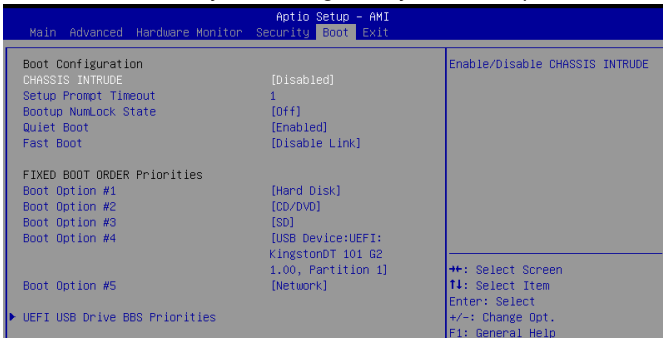 Aptio Setup – AMI
Main Advanced Hardware Monitor Security Boot Exit
Boot Configuration
CHASSIS INTRUDE [Disabled]
Setup Prompt Timeout 1
Bootup NumLock State [Off]
Quiet Boot [Enabled]
Fast Boot [Disable Link]
FIXED BOOT ORDER Priorities
Boot Option #1 [Hard Disk]
Boot Option #2 [CD/DVD]
Boot Option #3 [SD]
Boot Option #4 [USB Device:UEFI:
KingstonDT 101 G2
1.00, Partition 1]
Boot Option #5 [Network]
UEFI USB Drive BBS Priorities
Enable/Disable CHASSIS INTRUDE
→←: Select Screen
↑↓: Select Item
Enter: Select
+/-: Change Opt.
F1: General Help